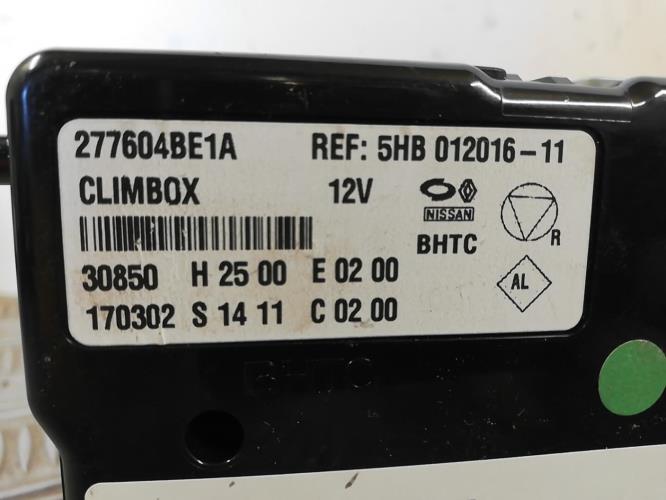 277604BE1A REF: 5HB 012016-11
CLIMBOX 12V
NISSAN
BHTC R
30850 H 25 00 E 02 00
AL
170302 S 14 11 C 02 00
BHTC